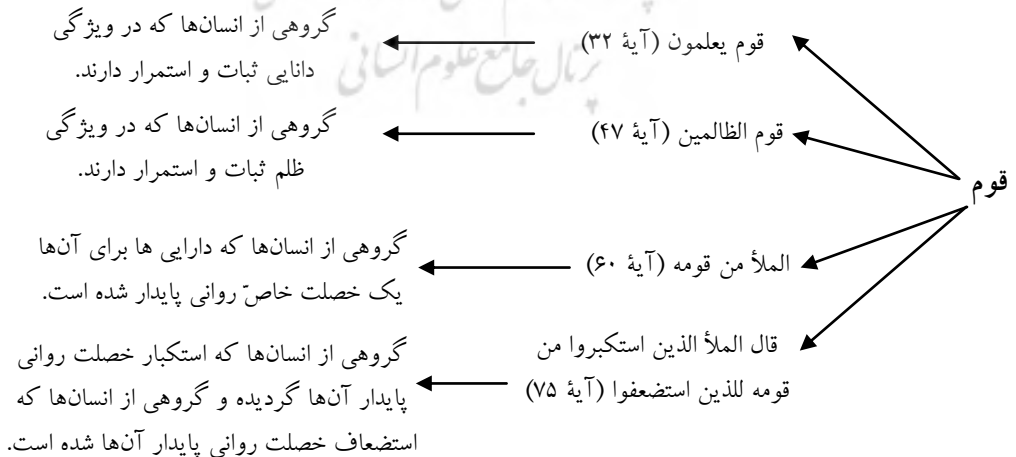 قوم
قوم یعلمون (آیهٔ ۳۲)
گروهی از انسان‌ها که در ویژگی
دانایی ثبات و استمرار دارند.
قوم الظالمین (آیهٔ ۴۷)
گروهی از انسان‌ها که در ویژگی
ظلم ثبات و استمرار دارند.
الملأ من قومه (آیهٔ ۶۰)
گروهی از انسان‌ها که دارایی ها برای آن‌ها
یک خصلت خاصّ روانی پایدار شده است.
قال الملأ الذین استکبروا من
قومه للذین استضعفوا (آیهٔ ۷۵)
گروهی از انسان‌ها که استکبار خصلت روانی
پایدار آن‌ها گردیده و گروهی از انسان‌ها که
استضعاف خصلت روانی پایدار آن‌ها شده است.
پرتال جامع علوم انسانی